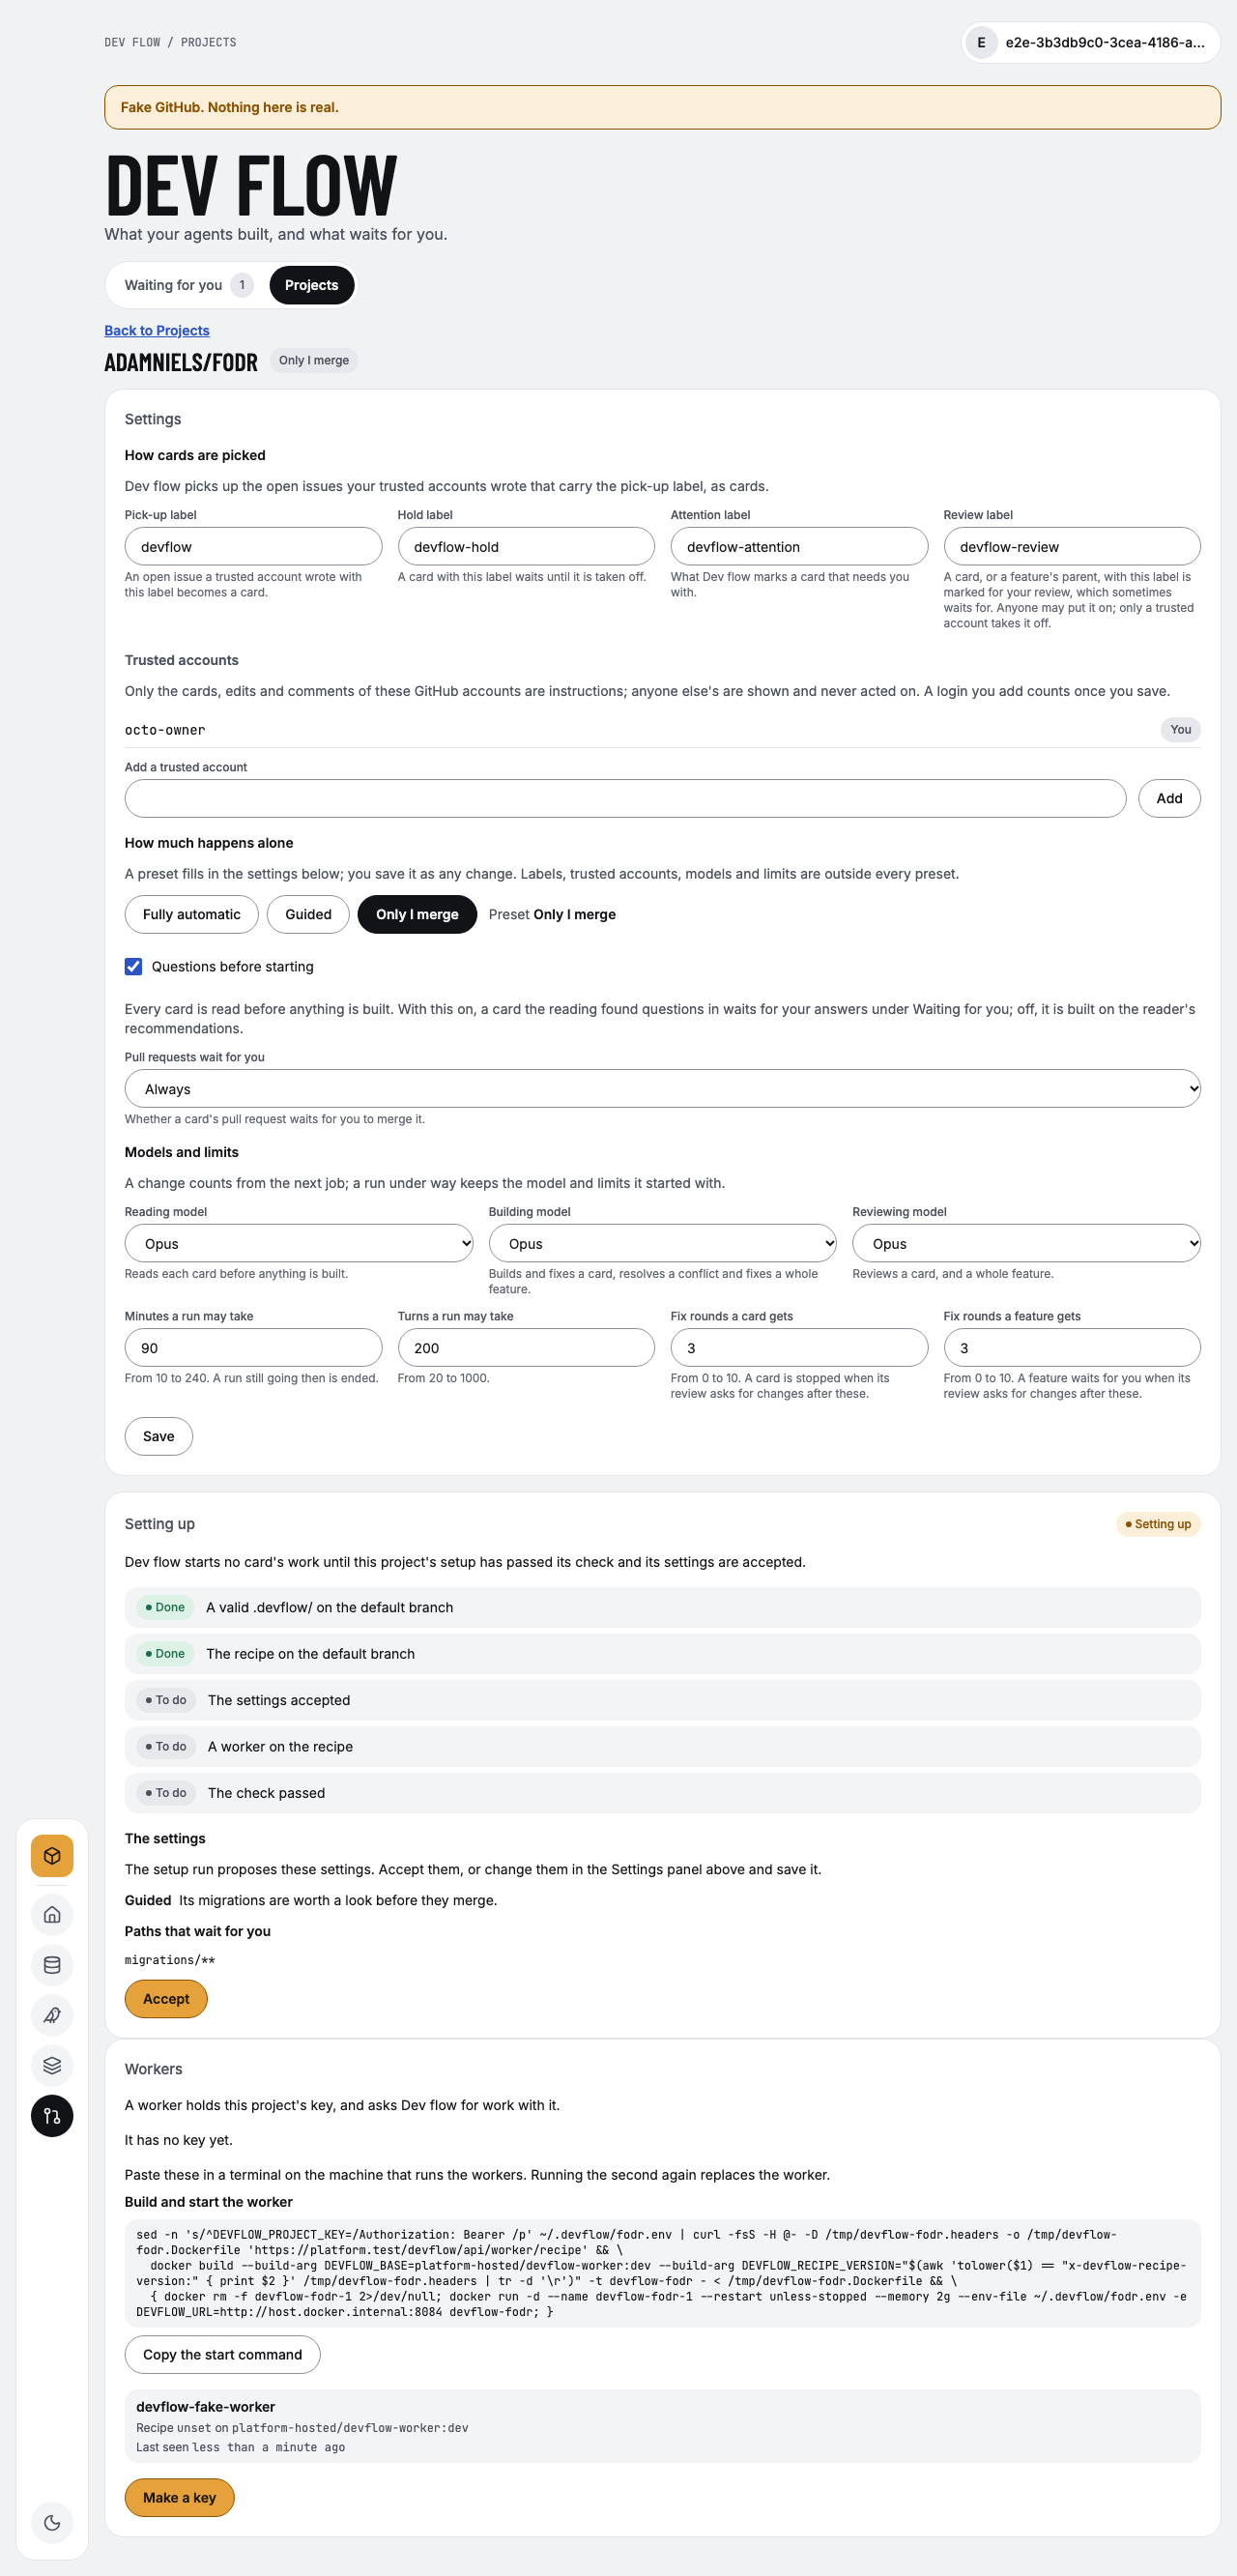 DEV FLOW / PROJECTS
E e2e-3b3db9c0-3cea-4186-a...
Fake GitHub. Nothing here is real.
DEV FLOW
What your agents built, and what waits for you.
Waiting for you 1 Projects
Back to Projects
ADAMNIELS/FODR Only I merge
Settings
How cards are picked
Dev flow picks up the open issues your trusted accounts wrote that carry the pick-up label, as cards.
Pick-up label Hold label Attention label Review label
devflow devflow-hold devflow-attention devflow-review
An open issue a trusted account wrote with this label becomes a card.
A card with this label waits until it is taken off.
What Dev flow marks a card that needs you with.
A card, or a feature's parent, with this label is marked for your review, which sometimes waits for. Anyone may put it on; only a trusted account takes it off.
Trusted accounts
Only the cards, edits and comments of these GitHub accounts are instructions; anyone else's are shown and never acted on. A login you add counts once you save.
octo-owner You
Add a trusted account
Add
How much happens alone
A preset fills in the settings below; you save it as any change. Labels, trusted accounts, models and limits are outside every preset.
Fully automatic Guided Only I merge Preset Only I merge
Questions before starting
Every card is read before anything is built. With this on, a card the reading found questions in waits for your answers under Waiting for you; off, it is built on the reader's
recommendations.
Pull requests wait for you
Always
Whether a card's pull request waits for you to merge it.
Models and limits
A change counts from the next job; a run under way keeps the model and limits it started with.
Reading model Building model Reviewing model
Opus Opus Opus
Reads each card before anything is built.
Builds and fixes a card, resolves a conflict and fixes a whole feature.
Reviews a card, and a whole feature.
Minutes a run may take Turns a run may take Fix rounds a card gets Fix rounds a feature gets
90 200 3 3
From 10 to 240. A run still going then is ended.
From 20 to 1000.
From 0 to 10. A card is stopped when its review asks for changes after these.
From 0 to 10. A feature waits for you when its review asks for changes after these.
Save
Setting up Setting up
Dev flow starts no card's work until this project's setup has passed its check and its settings are accepted.
Done A valid .devflow/ on the default branch
Done The recipe on the default branch
To do The settings accepted
To do A worker on the recipe
To do The check passed
The settings
The setup run proposes these settings. Accept them, or change them in the Settings panel above and save it.
Guided Its migrations are worth a look before they merge.
Paths that wait for you
migrations/**
Accept
Workers
A worker holds this project's key, and asks Dev flow for work with it.
It has no key yet.
Paste these in a terminal on the machine that runs the workers. Running the second again replaces the worker.
Build and start the worker
sed -n 's/^DEVFLOW_PROJECT_KEY=/Authorization: Bearer /p' ~/.devflow/fodr.env | curl -fsS -H @- -D /tmp/devflow-fodr.headers -o /tmp/devflow-
fodr.Dockerfile 'https://platform.test/devflow/api/worker/recipe' && \
docker build --build-arg DEVFLOW_BASE=platform-hosted/devflow-worker:dev --build-arg DEVFLOW_RECIPE_VERSION="$(awk 'tolower($1) == "x-devflow-recipe-
version:" { print $2 }' /tmp/devflow-fodr.headers | tr -d '\r')" -t devflow-fodr - < /tmp/devflow-fodr.Dockerfile && \
{ docker rm -f devflow-fodr-1 2>/dev/null; docker run -d --name devflow-fodr-1 --restart unless-stopped --memory 2g --env-file ~/.devflow/fodr.env -e
DEVFLOW_URL=http://host.docker.internal:8084 devflow-fodr; }
Copy the start command
devflow-fake-worker
Recipe unset on platform-hosted/devflow-worker:dev
Last seen less than a minute ago
Make a key